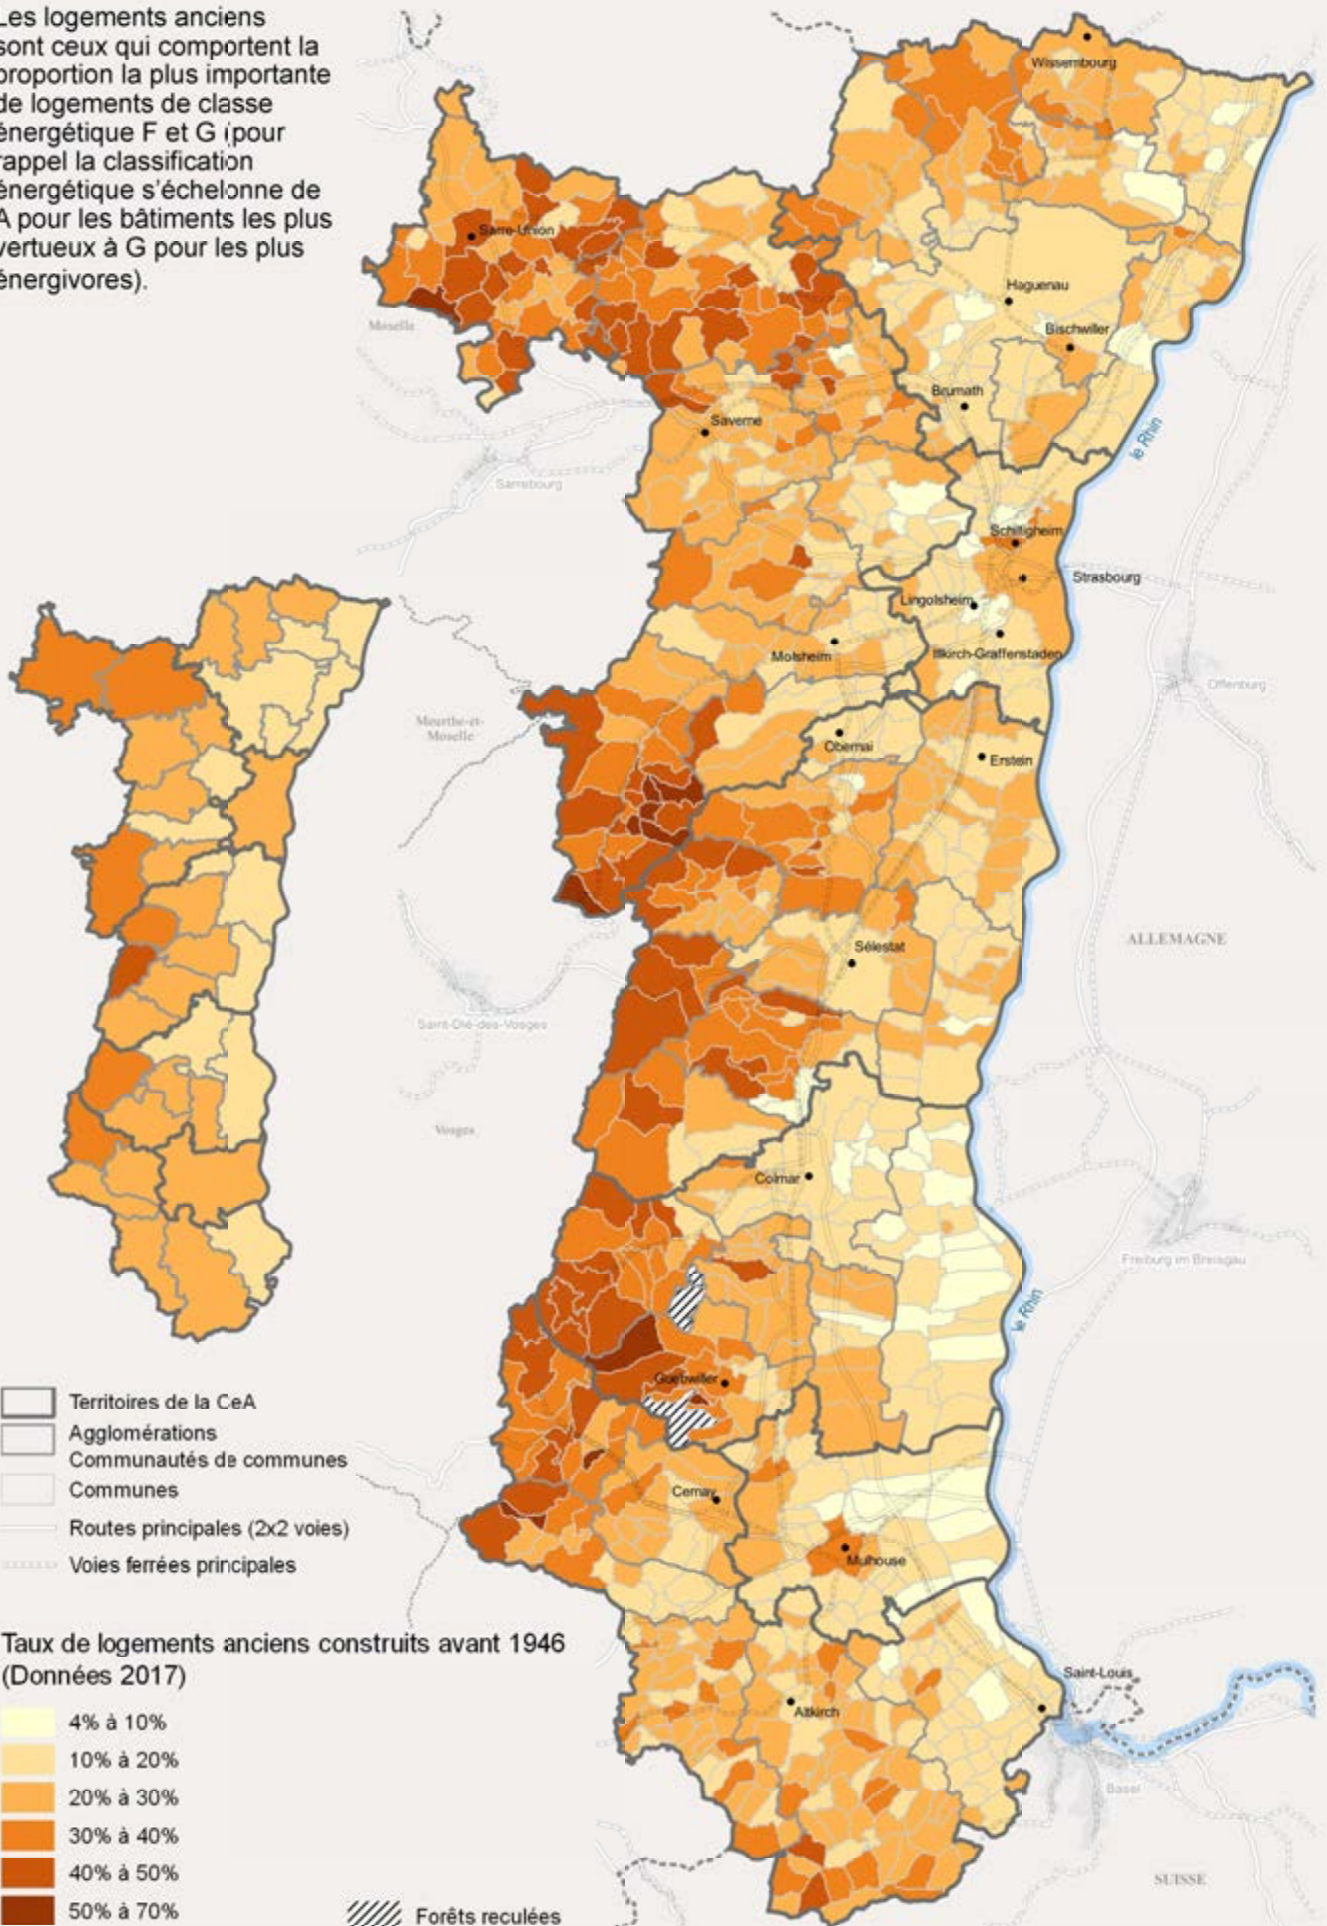 Les logements anciens
sont ceux qui comportent la
proportion la plus importante
de logements de classe
énergétique F et G (pour
rappel la classification
énergétique s'échelonne de
A pour les bâtiments les plus
vertueux à G pour les plus
énergivores).
Wissembourg
Sarre-Union
Haguenau
Moselle
Bischwiller
Brumath
Saverne
le Rhin
Sarrebourg
Schiltigheim
Strasbourg
Lingolsheim
Molsheim
Illkirch-Graffenstaden
Offenburg
Meurthe-et-
Moselle
Obernai
Erstein
ALLEMAGNE
Sélestat
Saint-Dié-des-Vosges
Vosges
Colmar
Freiburg im Breisgau
le Rhin
Guebwiller
Territoires de la CeA
Agglomérations
Communautés de communes
Communes
Routes principales (2x2 voies)
Voies ferrées principales
Cernay
Mulhouse
Taux de logements anciens construits avant 1946
(Données 2017)
Saint-Louis
Altkirch
4% à 10%
10% à 20%
20% à 30%
30% à 40%
40% à 50%
50% à 70%
Basel
SUISSE
Forêts reculées